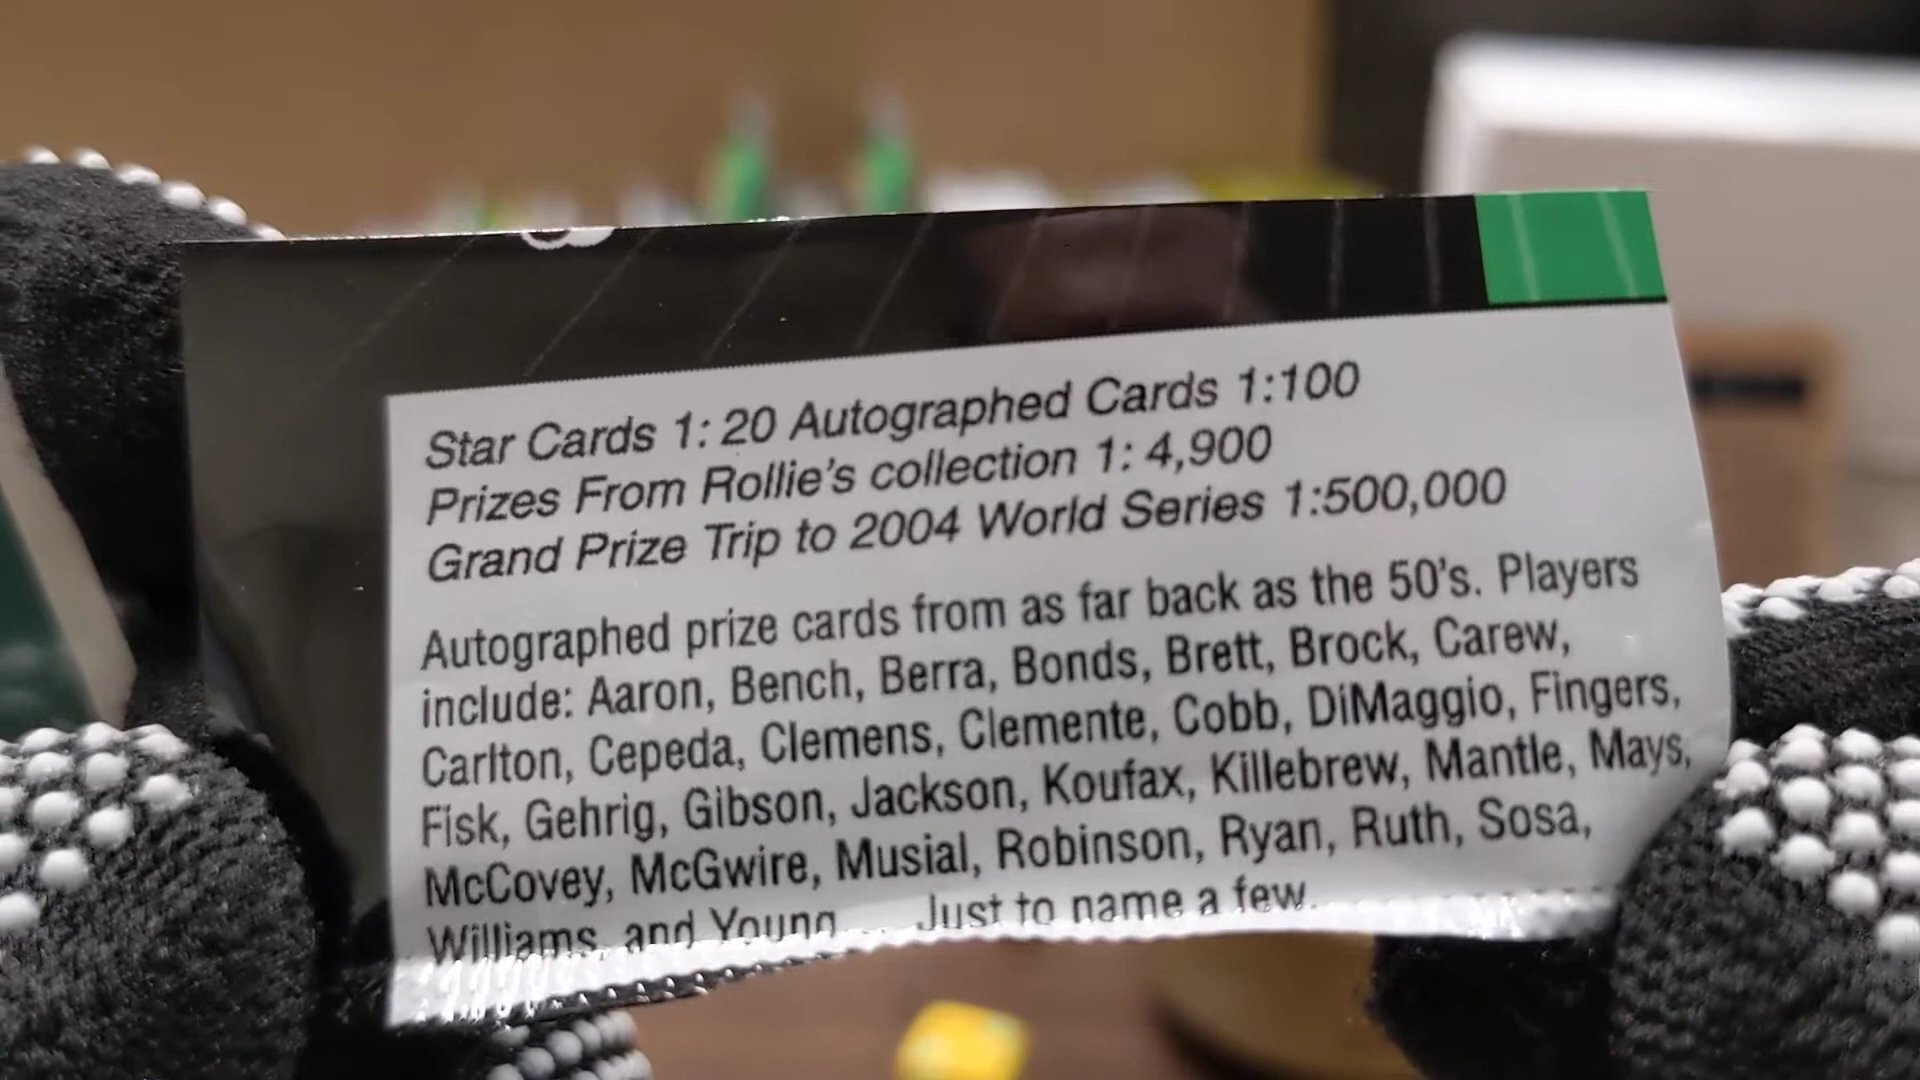 Star Cards 1: 20 Autographed Cards 1:100
Prizes From Rollie's collection 1: 4,900
Grand Prize Trip to 2004 World Series 1:500,000
Autographed prize cards from as far back as the 50's. Players
include: Aaron, Bench, Berra, Bonds, Brett, Brock, Carew,
Carlton, Cepeda, Clemens, Clemente, Cobb, DiMaggio, Fingers,
Fisk, Gehrig, Gibson, Jackson, Koufax, Killebrew, Mantle, Mays,
McCovey, McGwire, Musial, Robinson, Ryan, Ruth, Sosa,
Williams, and Young ... Just to name a few.